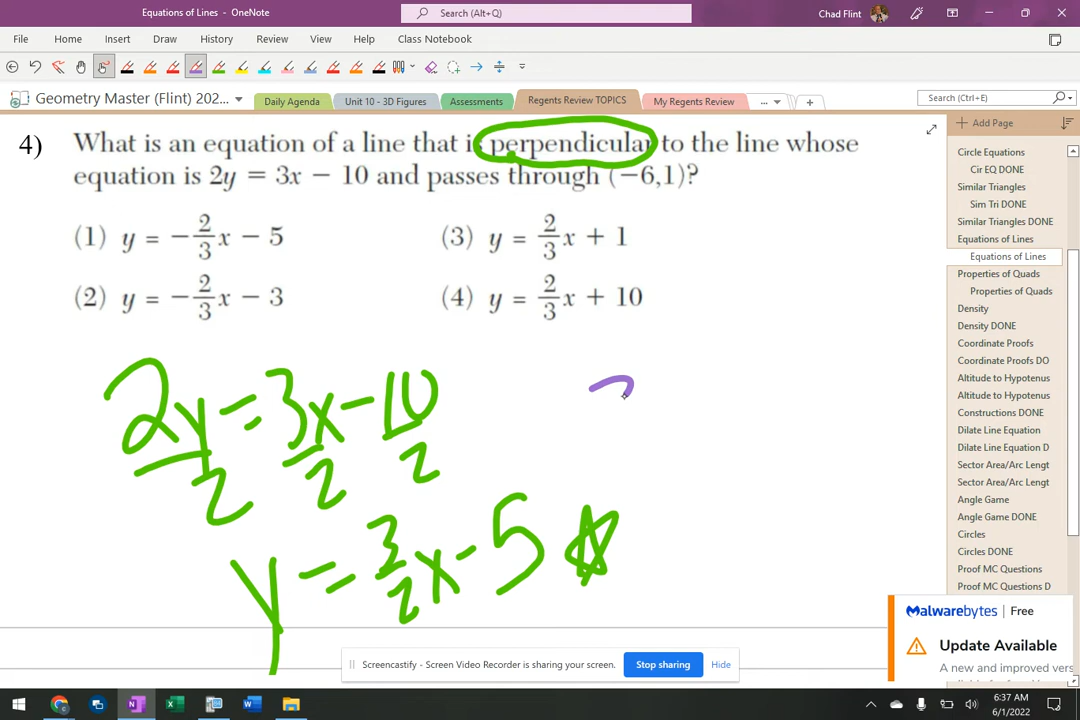 Equations of Lines - OneNote
Search (Alt+Q)
Chad Flint
File Home Insert Draw History Review View Help Class Notebook
Geometry Master (Flint) 202...
Daily Agenda
Unit 10 - 3D Figures
Assessments
Regents Review TOPICS
My Regents Review
...
Search (Ctrl+E)
4) What is an equation of a line that is perpendicular to the line whose
equation is 2y = 3x − 10 and passes through (−6,1)?
(1) y = −2/3x − 5
(3) y = 2/3x + 1
(2) y = −2/3x − 3
(4) y = 2/3x + 10
2y = 3x - 10
2 2 2
y = 3/2x - 5
Add Page
Circle Equations
Cir EQ DONE
Similar Triangles
Sim Tri DONE
Similar Triangles DONE
Equations of Lines
Equations of Lines
Properties of Quads
Properties of Quads
Density
Density DONE
Coordinate Proofs
Coordinate Proofs DO
Altitude to Hypotenus
Altitude to Hypotenus
Constructions DONE
Dilate Line Equation
Dilate Line Equation D
Sector Area/Arc Lengt
Sector Area/Arc Lengt
Angle Game
Angle Game DONE
Circles
Circles DONE
Proof MC Questions
Proof MC Questions D
Malwarebytes | Free
Update Available
A new and improved vers
Screencastify - Screen Video Recorder is sharing your screen.
Stop sharing
Hide
6:37 AM
6/1/2022